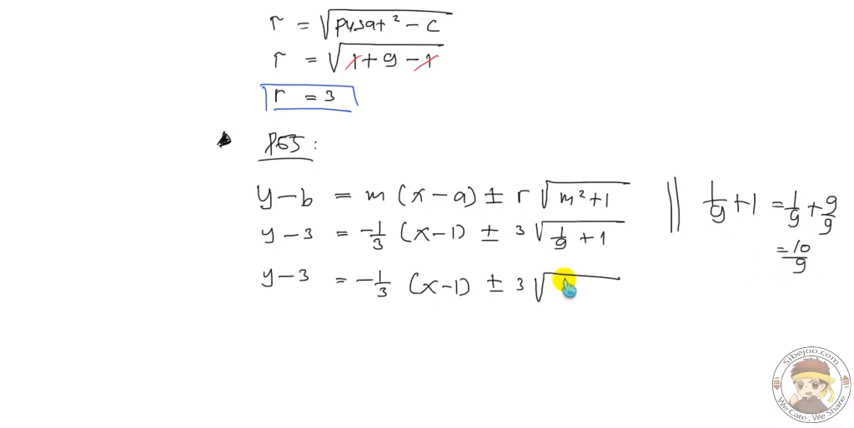 r = √(pusat² − c)
r = √(1 + 9 − 1)
r = 3
PGS :
y − b = m (x − a) ± r √(m² + 1)
y − 3 = −1/3 (x − 1) ± 3 √(1/9 + 1)
y − 3 = −1/3 (x − 1) ± 3 √
1/9 + 1 = 1/9 + 9/9
= 10/9
Sibejoo.com
We Care, We Share